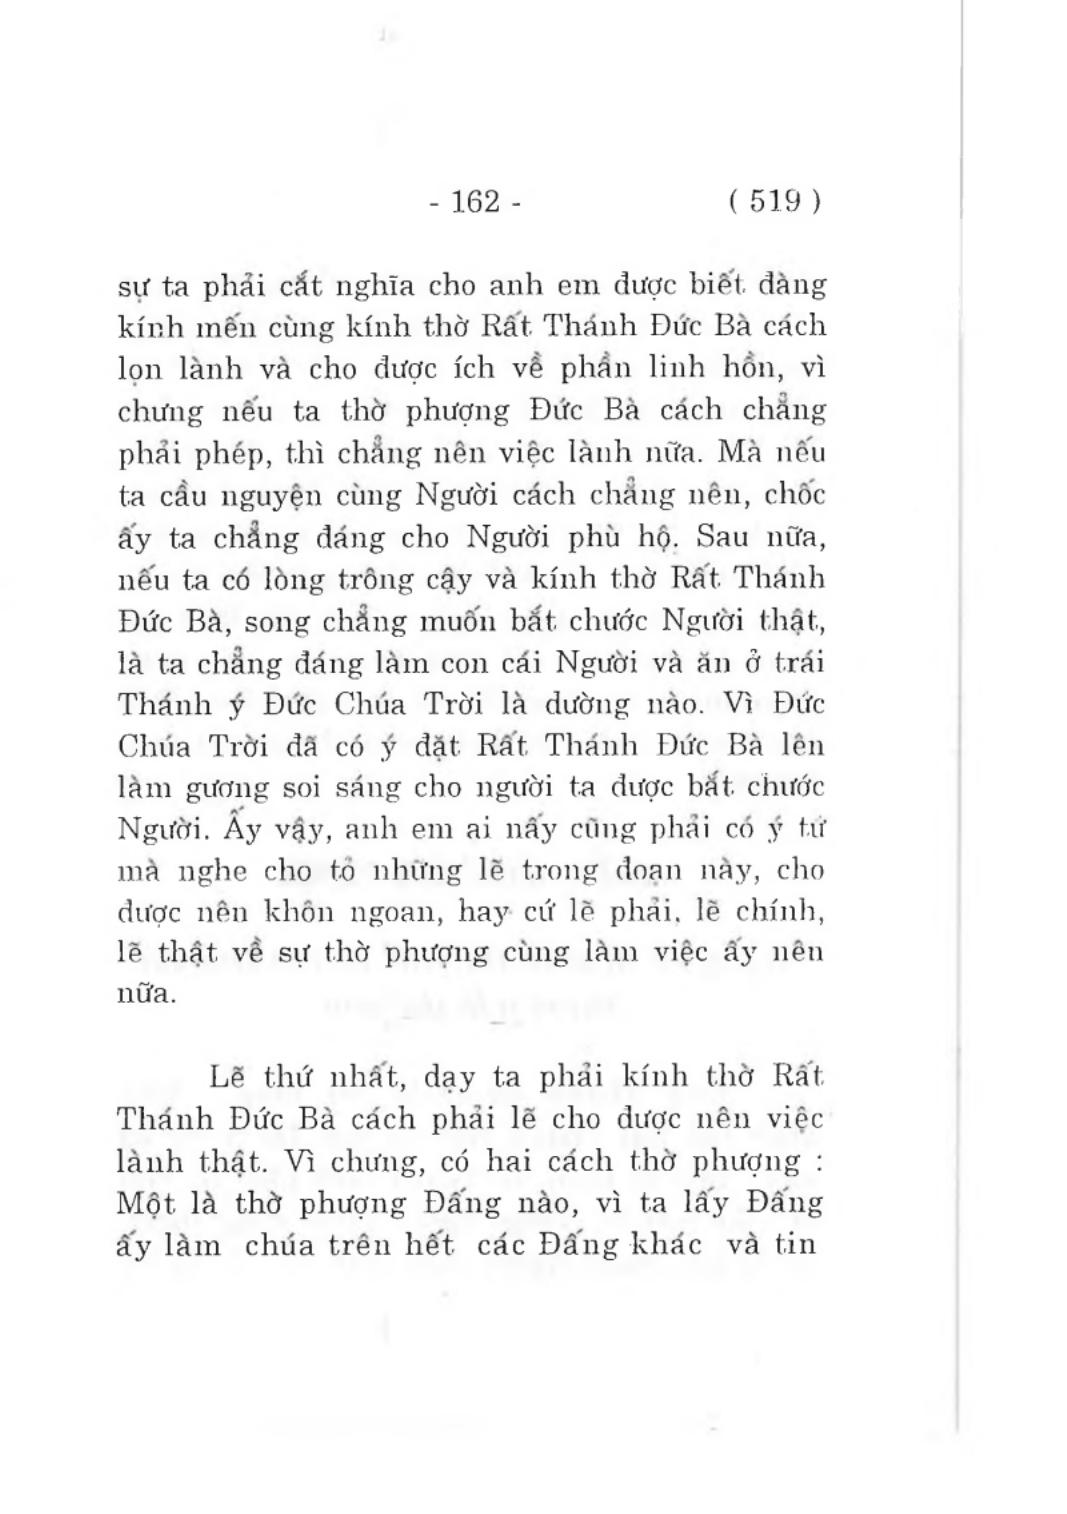 - 162 - ( 519 )
sự ta phải cắt nghĩa cho anh em được biết đàng
kính mến cùng kính thờ Rất Thánh Đức Bà cách
lọn lành và cho được ích về phần linh hồn, vì
chưng nếu ta thờ phượng Đức Bà cách chẳng
phải phép, thì chẳng nên việc lành nữa. Mà nếu
ta cầu nguyện cùng Người cách chẳng nên, chốc
ấy ta chẳng đáng cho Người phù hộ. Sau nữa,
nếu ta có lòng trông cậy và kính thờ Rất Thánh
Đức Bà, song chẳng muốn bắt chước Người thật,
là ta chẳng đáng làm con cái Người và ăn ở trái
Thánh ý Đức Chúa Trời là dường nào. Vì Đức
Chúa Trời đã có ý đặt Rất Thánh Đức Bà lên
làm gương soi sáng cho người ta được bắt chước
Người. Ấy vậy, anh em ai nấy cũng phải có ý tứ
mà nghe cho tỏ những lẽ trong đoạn này, cho
được nên khôn ngoan, hay cứ lẽ phải, lẽ chính,
lẽ thật về sự thờ phượng cùng làm việc ấy nên
nữa.
Lẽ thứ nhất, dạy ta phải kính thờ Rất
Thánh Đức Bà cách phải lẽ cho được nên việc
lành thật. Vì chưng, có hai cách thờ phượng :
Một là thờ phượng Đấng nào, vì ta lấy Đấng
ấy làm chúa trên hết các Đấng khác và tin